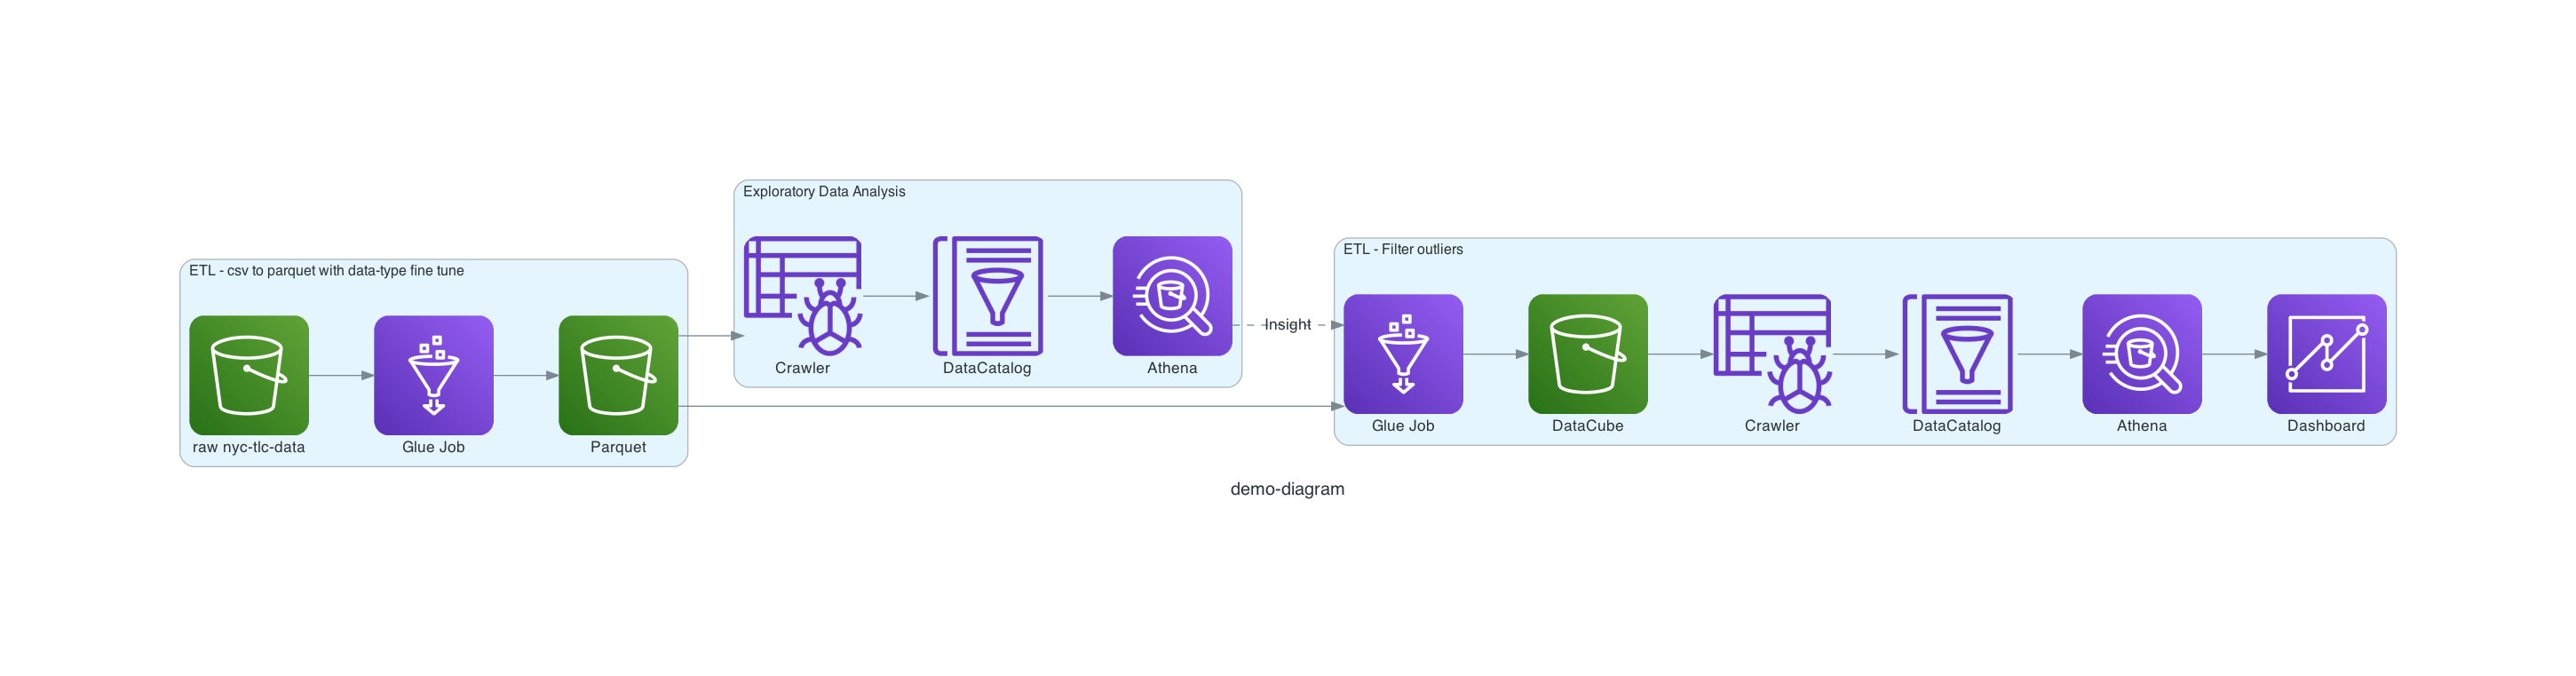 ETL - csv to parquet with data-type fine tune
raw nyc-tlc-data
Glue Job
Parquet
Exploratory Data Analysis
Crawler
DataCatalog
Athena
Insight
ETL - Filter outliers
Glue Job
DataCube
Crawler
DataCatalog
Athena
Dashboard
demo-diagram